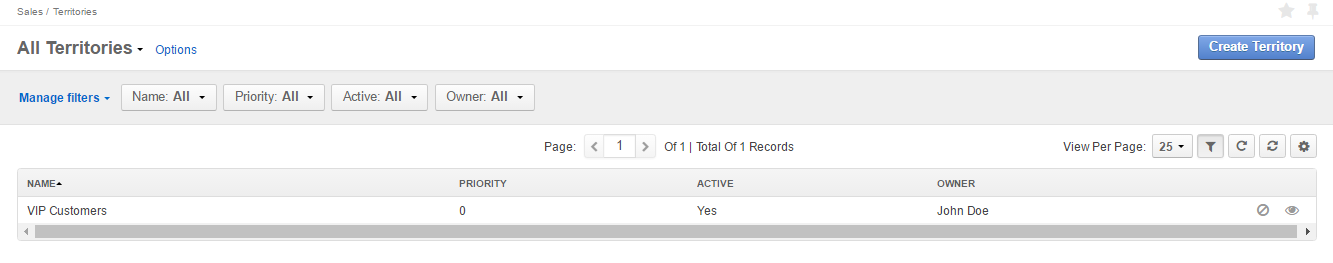 Sales / Territories
All Territories Options Create Territory
Manage filters Name: All Priority: All Active: All Owner: All
Page: 1 Of 1 | Total Of 1 Records View Per Page: 25
NAME PRIORITY ACTIVE OWNER
VIP Customers 0 Yes John Doe